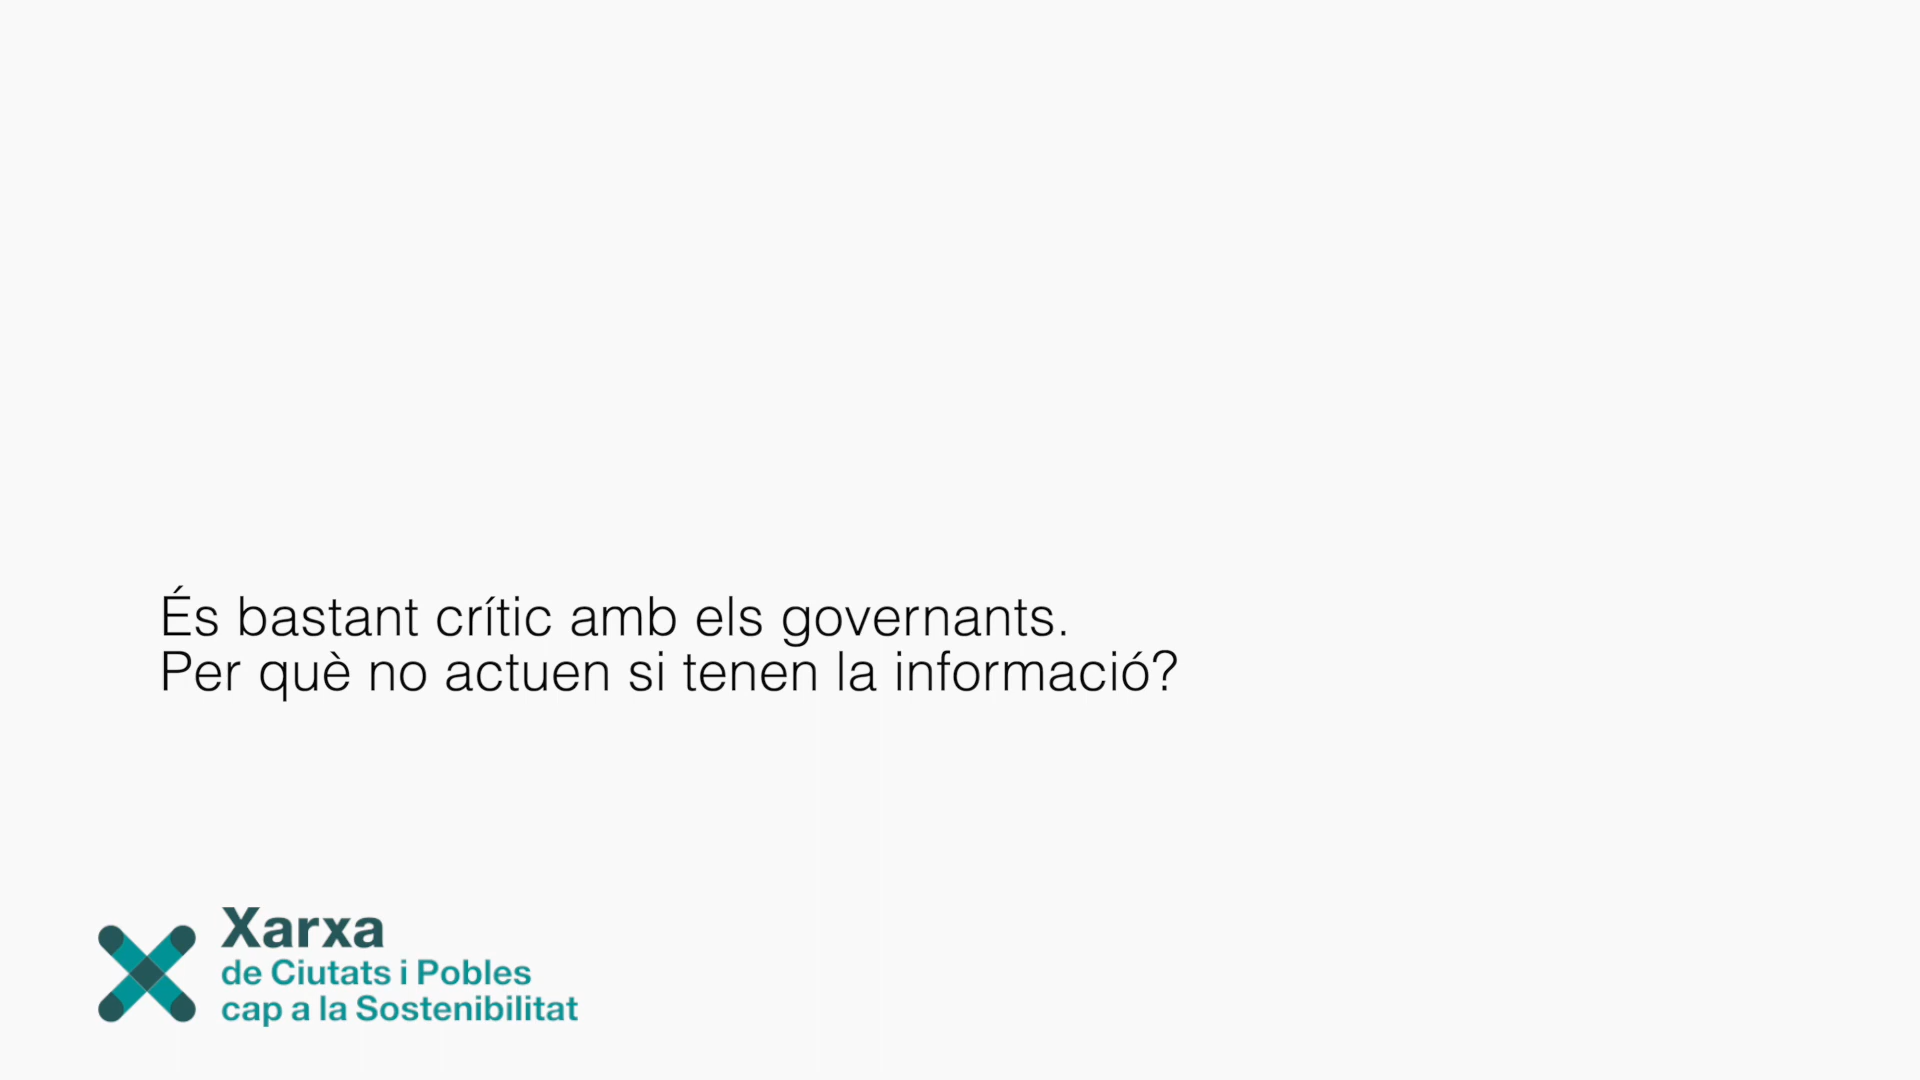 És bastant crític amb els governants.
Per què no actuen si tenen la informació?
Xarxa
de Ciutats i Pobles
cap a la Sostenibilitat